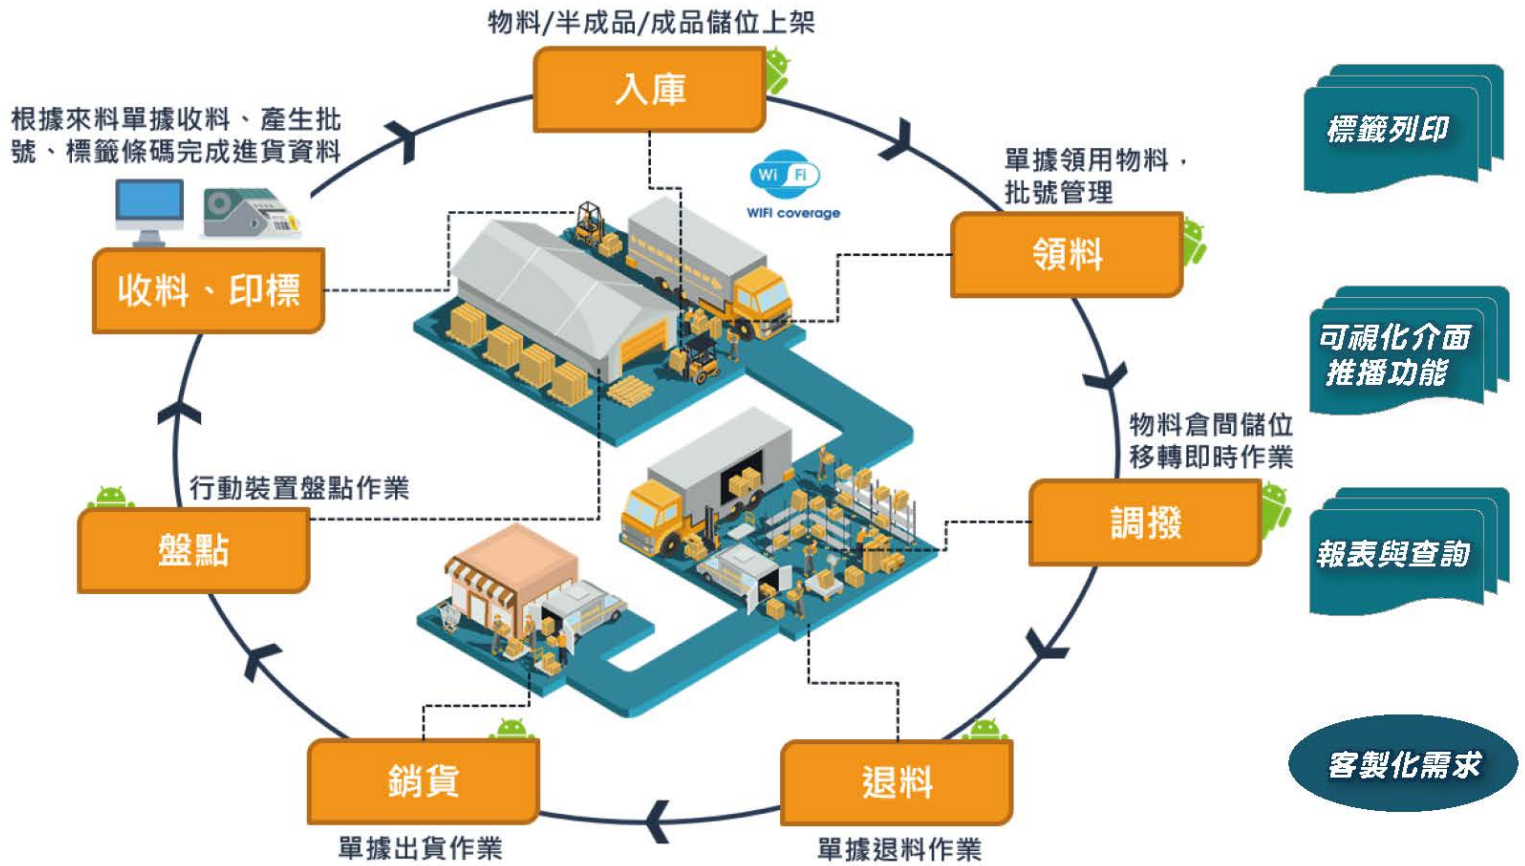 物料/半成品/成品儲位上架
入庫
根據來料單據收料、產生批
號、標籤條碼完成進貨資料
收料、印標
Wi Fi
WIFI coverage
單據領用物料，
批號管理
領料
物料倉間儲位
移轉即時作業
調撥
行動裝置盤點作業
盤點
銷貨
單據出貨作業
退料
單據退料作業
標籤列印
可視化介面
推播功能
報表與查詢
客製化需求